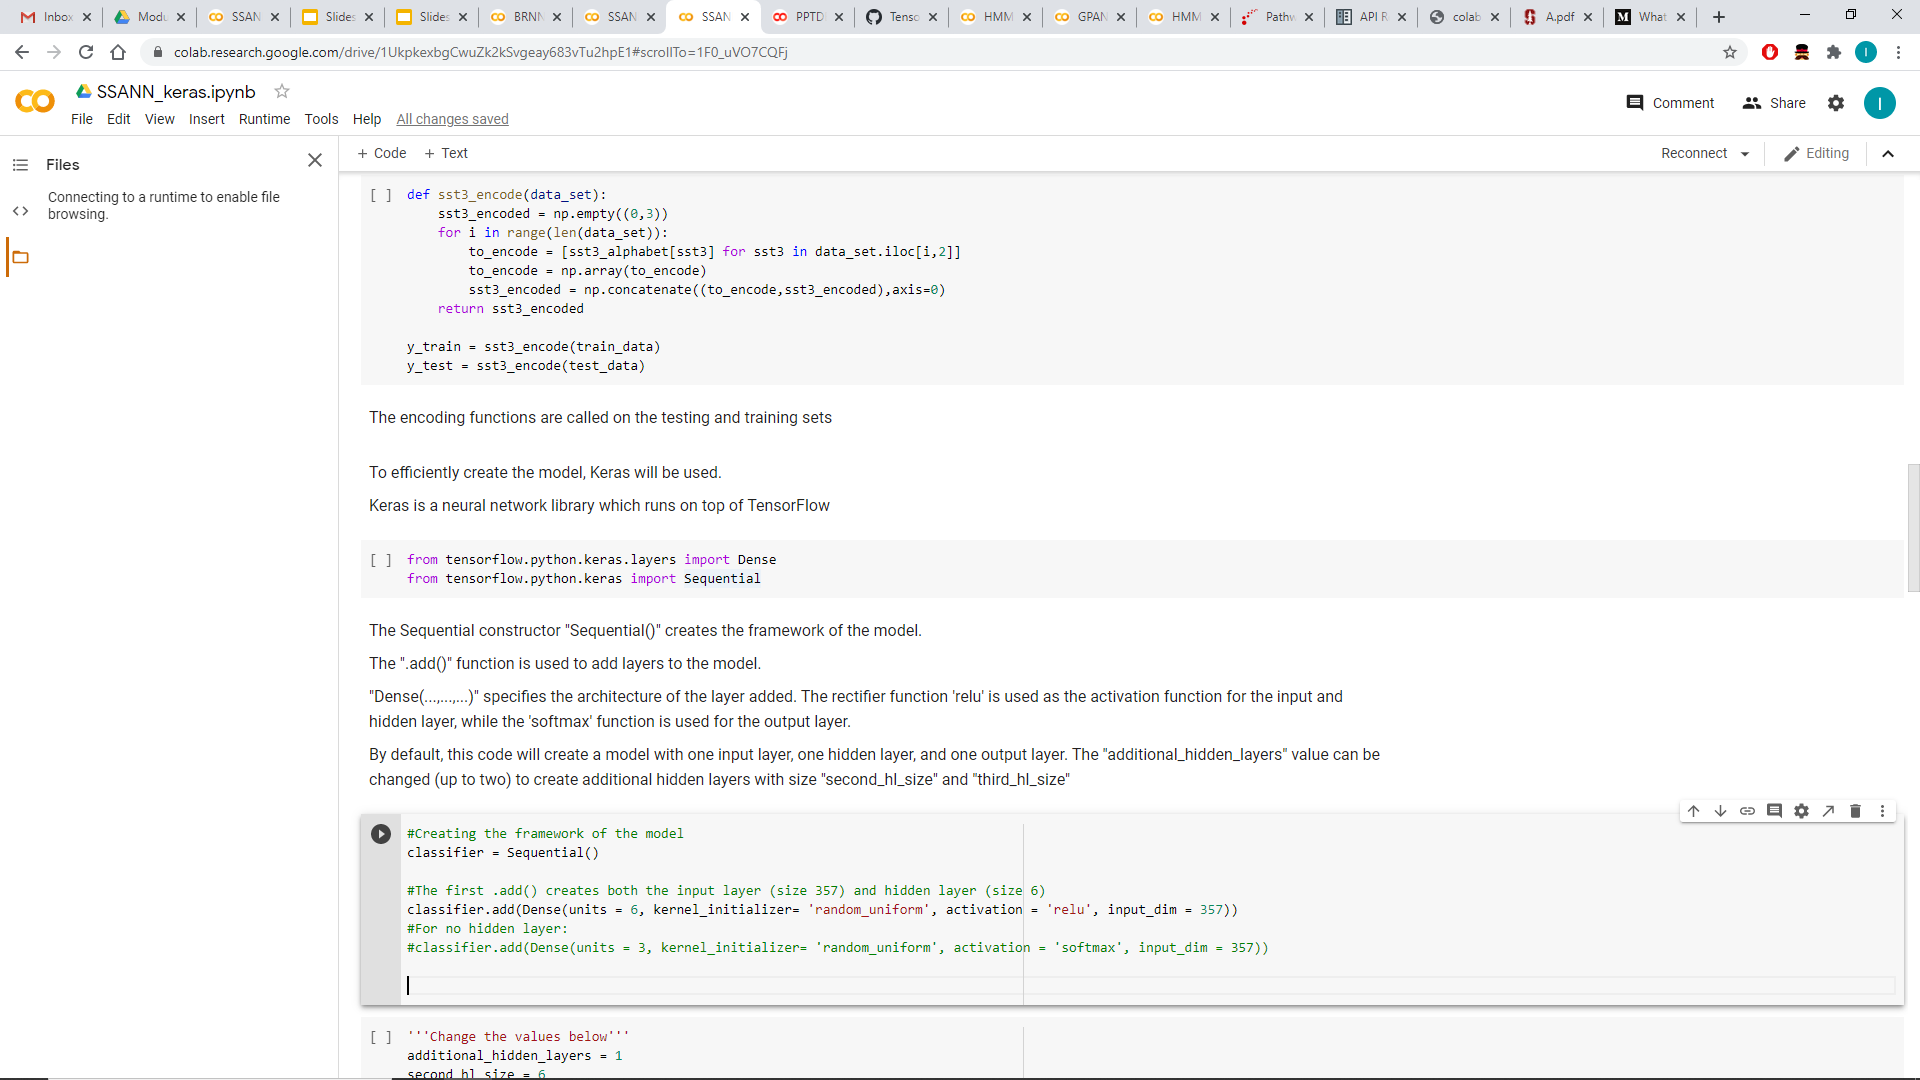 Inbox
Modu
SSAN
Slides
Slides
BRNN
SSAN
SSAN
PPTD
Tenso
HMM
GPAN
HMM
Pathw
API R
colab
A.pdf
What
colab.research.google.com/drive/1UkpkexbgCwuZk2kSvgeay683vTu2hpE1#scrollTo=1F0_uVO7CQFj
I
CO
SSANN_keras.ipynb
Comment
Share
I
File Edit View Insert Runtime Tools Help All changes saved
Files
Connecting to a runtime to enable file
browsing.
+ Code + Text
Reconnect
Editing
[ ] def sst3_encode(data_set):
sst3_encoded = np.empty((0,3))
for i in range(len(data_set)):
to_encode = [sst3_alphabet[sst3] for sst3 in data_set.iloc[i,2]]
to_encode = np.array(to_encode)
sst3_encoded = np.concatenate((to_encode,sst3_encoded),axis=0)
return sst3_encoded
y_train = sst3_encode(train_data)
y_test = sst3_encode(test_data)
The encoding functions are called on the testing and training sets
To efficiently create the model, Keras will be used.
Keras is a neural network library which runs on top of TensorFlow
[ ] from tensorflow.python.keras.layers import Dense
from tensorflow.python.keras import Sequential
The Sequential constructor "Sequential()" creates the framework of the model.
The ".add()" function is used to add layers to the model.
"Dense(...,...,...)" specifies the architecture of the layer added. The rectifier function 'relu' is used as the activation function for the input and
hidden layer, while the 'softmax' function is used for the output layer.
By default, this code will create a model with one input layer, one hidden layer, and one output layer. The "additional_hidden_layers" value can be
changed (up to two) to create additional hidden layers with size "second_hl_size" and "third_hl_size"
#Creating the framework of the model
classifier = Sequential()
#The first .add() creates both the input layer (size 357) and hidden layer (size 6)
classifier.add(Dense(units = 6, kernel_initializer= 'random_uniform', activation = 'relu', input_dim = 357))
#For no hidden layer:
#classifier.add(Dense(units = 3, kernel_initializer= 'random_uniform', activation = 'softmax', input_dim = 357))
[ ] '''Change the values below'''
additional_hidden_layers = 1
second_hl_size = 6